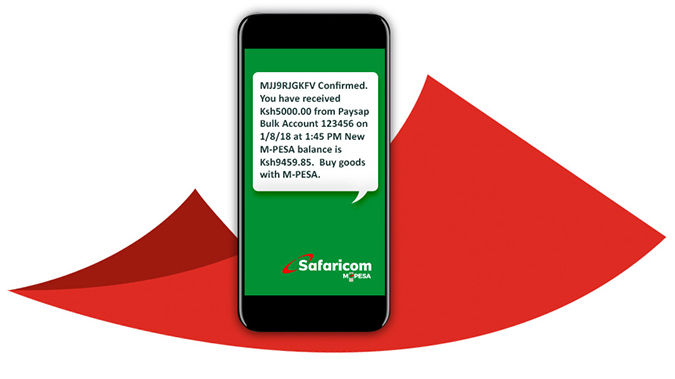 MJJ9RJGKFV Confirmed.
You have received
Ksh5000.00 from Paysap
Bulk Account 123456 on
1/8/18 at 1:45 PM New
M-PESA balance is
Ksh9459.85.  Buy goods
with M-PESA.
Safaricom
M-PESA